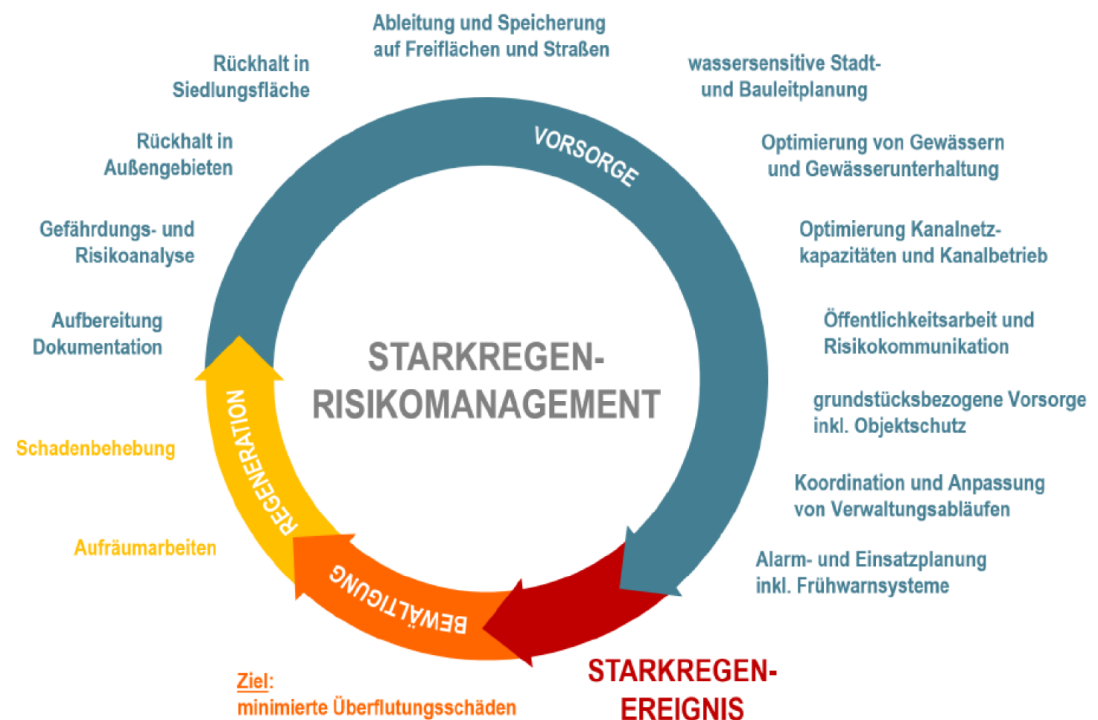 Ableitung und Speicherung
auf Freiflächen und Straßen
wassersensitive Stadt-
und Bauleitplanung
Optimierung von Gewässern
und Gewässerunterhaltung
Optimierung Kanalnetz-
kapazitäten und Kanalbetrieb
Öffentlichkeitsarbeit und
Risikokommunikation
grundstücksbezogene Vorsorge
inkl. Objektschutz
Koordination und Anpassung
von Verwaltungsabläufen
Alarm- und Einsatzplanung
inkl. Frühwarnsysteme
STARKREGEN-
EREIGNIS
Ziel:
minimierte Überflutungsschäden
Aufräumarbeiten
Schadenbehebung
Aufbereitung
Dokumentation
Gefährdungs- und
Risikoanalyse
Rückhalt in
Außengebieten
Rückhalt in
Siedlungsfläche
VORSORGE
BEWÄLTIGUNG
REGENERATION
STARKREGEN-
RISIKOMANAGEMENT